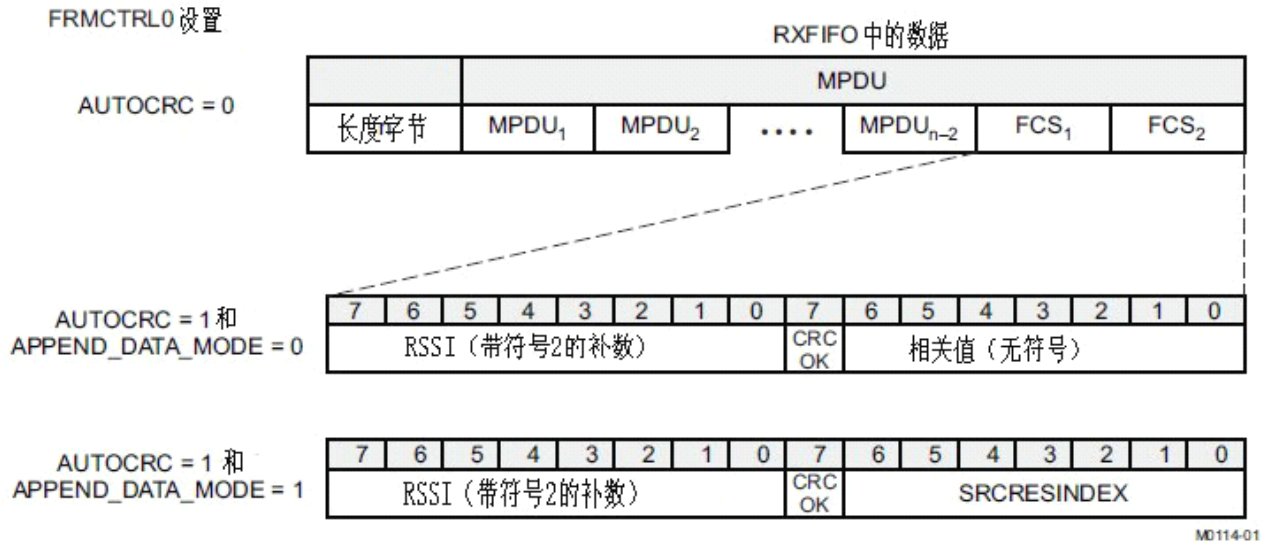 FRMCTRL0 设置
RXFIFO 中的数据
MPDU
AUTOCRC = 0
长度字节 MPDU1 MPDU2 •••• MPDUn–2 FCS1 FCS2
7 6 5 4 3 2 1 0 7 6 5 4 3 2 1 0
AUTOCRC = 1 和
APPEND_DATA_MODE = 0
RSSI（带符号2的补数） CRC OK 相关值（无符号）
7 6 5 4 3 2 1 0 7 6 5 4 3 2 1 0
AUTOCRC = 1 和
APPEND_DATA_MODE = 1
RSSI（带符号2的补数） CRC OK SRCRESINDEX
M0114-01